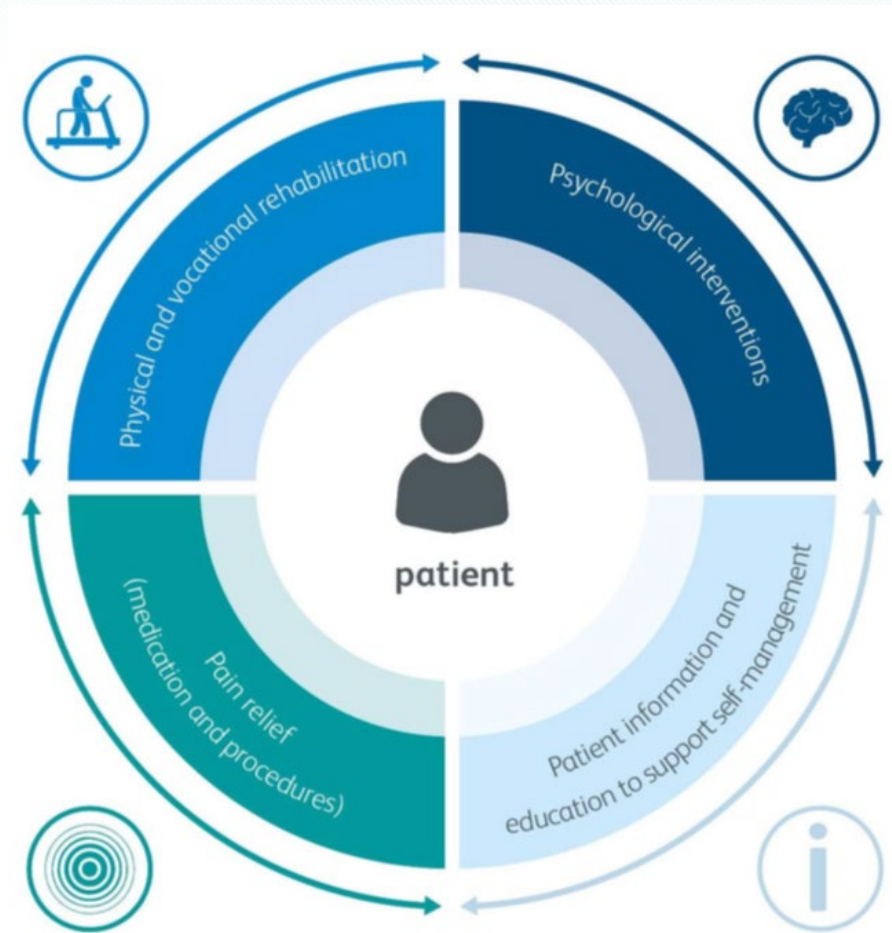 Physical and vocational rehabilitation
Psychological interventions
patient
Pain relief
(medication and procedures)
Patient information and
education to support self-management